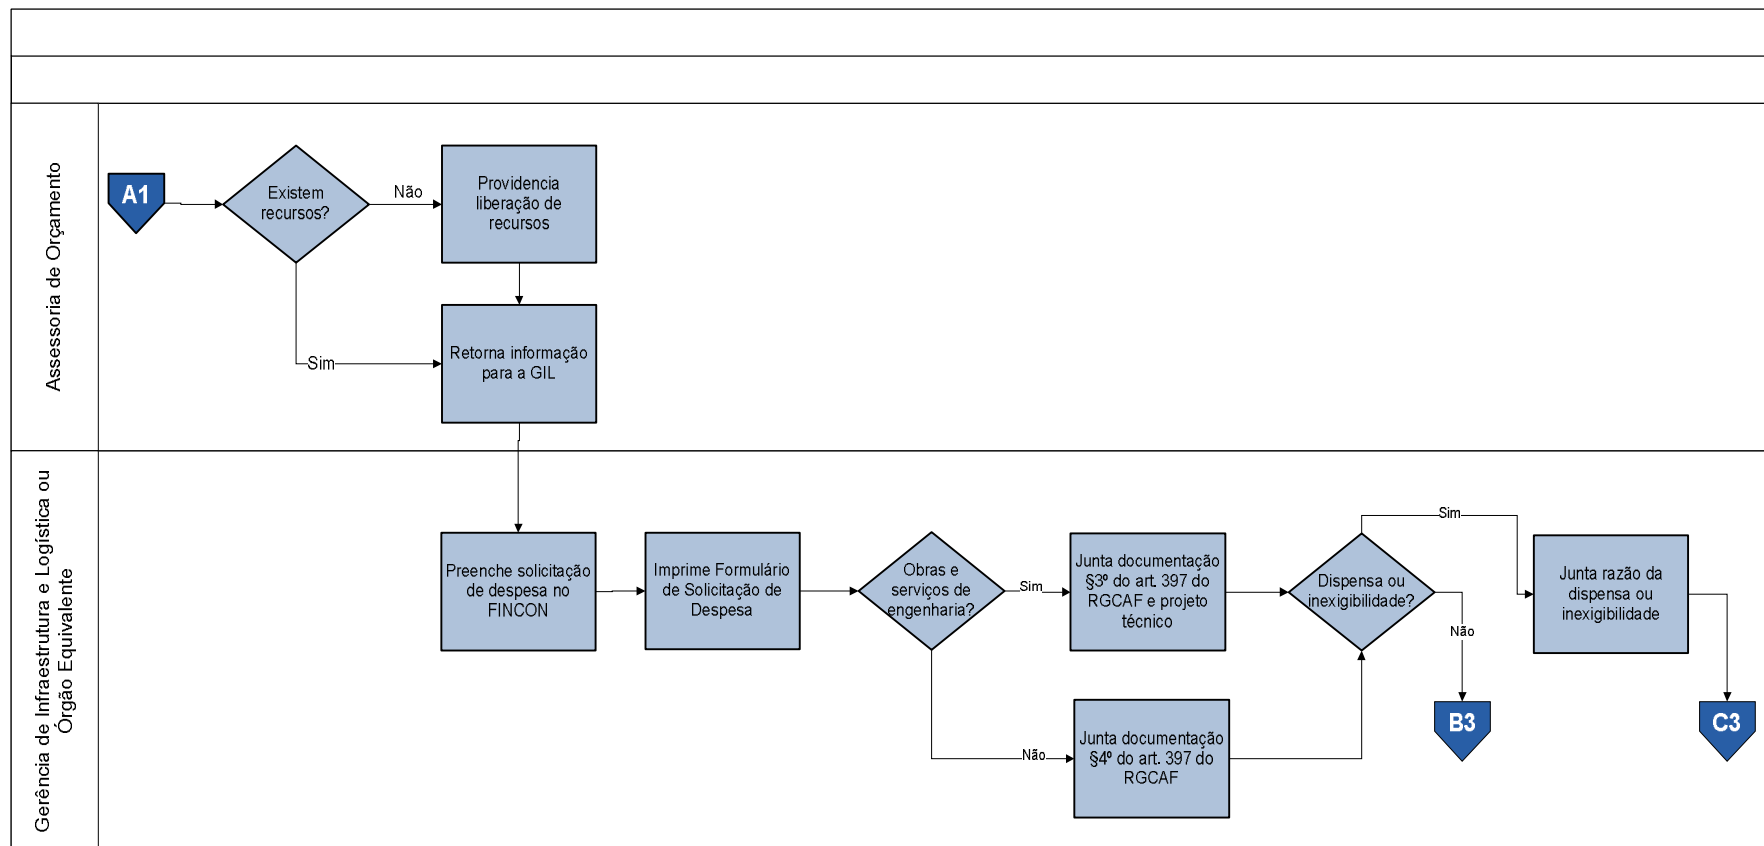 Assessoria de Orçamento
A1
Existem
recursos?
Não
Providencia
liberação de
recursos
Sim
Retorna informação
para a GIL
Gerência de Infraestrutura e Logística ou
Órgão Equivalente
Preenche solicitação
de despesa no
FINCON
Imprime Formulário
de Solicitação de
Despesa
Obras e
serviços de
engenharia?
Sim
Junta documentação
§3º do art. 397 do
RGCAF e projeto
técnico
Não
Junta documentação
§4º do art. 397 do
RGCAF
Dispensa ou
inexigibilidade?
Sim
Não
Junta razão da
dispensa ou
inexigibilidade
B3
C3